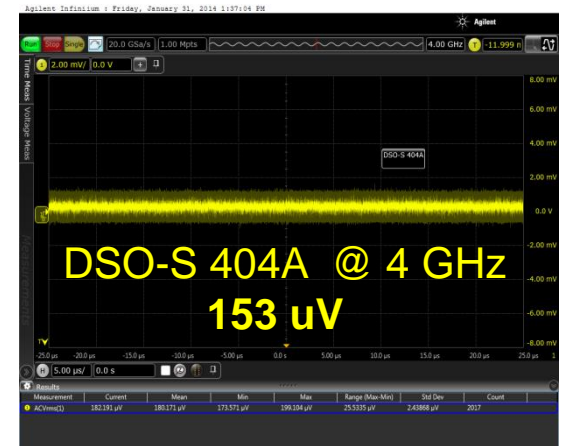 Agilent Infiniium : Friday, January 31, 2014 1:37:04 PM
Agilent
Run Stop Single 20.0 GSa/s 1.00 Mpts 4.00 GHz T -11.999 n
1 2.00 mV/ 0.0 V +
Time Meas
Voltage Meas
Measurements
8.00 mV
6.00 mV
4.00 mV
DSO-S 404A
2.00 mV
0.0 V
-2.00 mV
DSO-S 404A @ 4 GHz
-4.00 mV
153 uV
-6.00 mV
-8.00 mV
-25.0 µs -20.0 µs -15.0 µs -10.0 µs -5.00 µs 0.0 s 5.00 µs 10.0 µs 15.0 µs 20.0 µs 25.0 µs 1
H 5.00 µs/ 0.0 s
Results
Measurement Current Mean Min Max Range (Max-Min) Std Dev Count
ACVrms(1) 182.191 µV 180.171 µV 173.571 µV 199.104 µV 25.5335 µV 2.43868 µV 2017